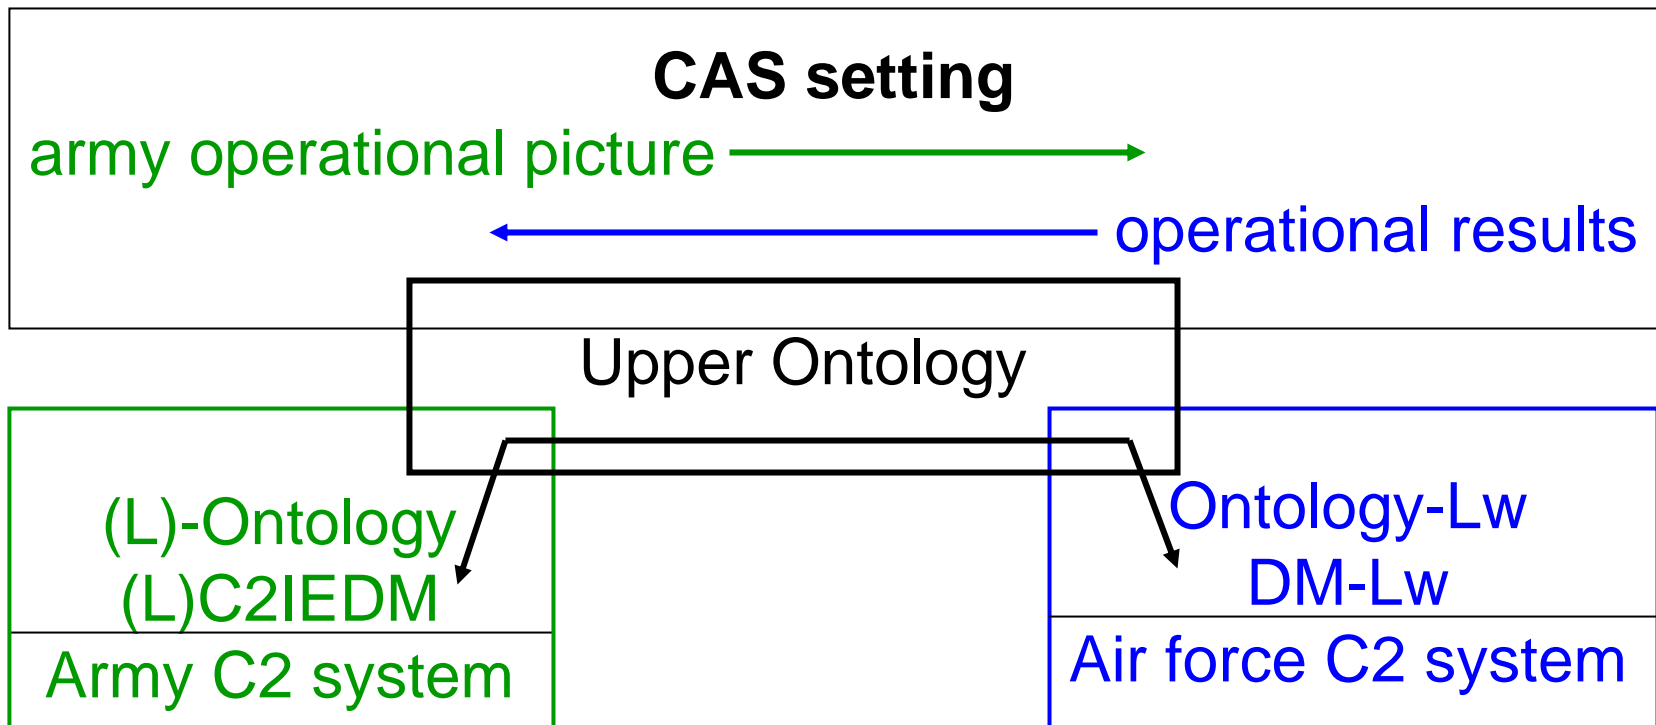 CAS setting
army operational picture
operational results
Upper Ontology
(L)-Ontology
(L)C2IEDM
Army C2 system
Ontology-Lw
DM-Lw
Air force C2 system